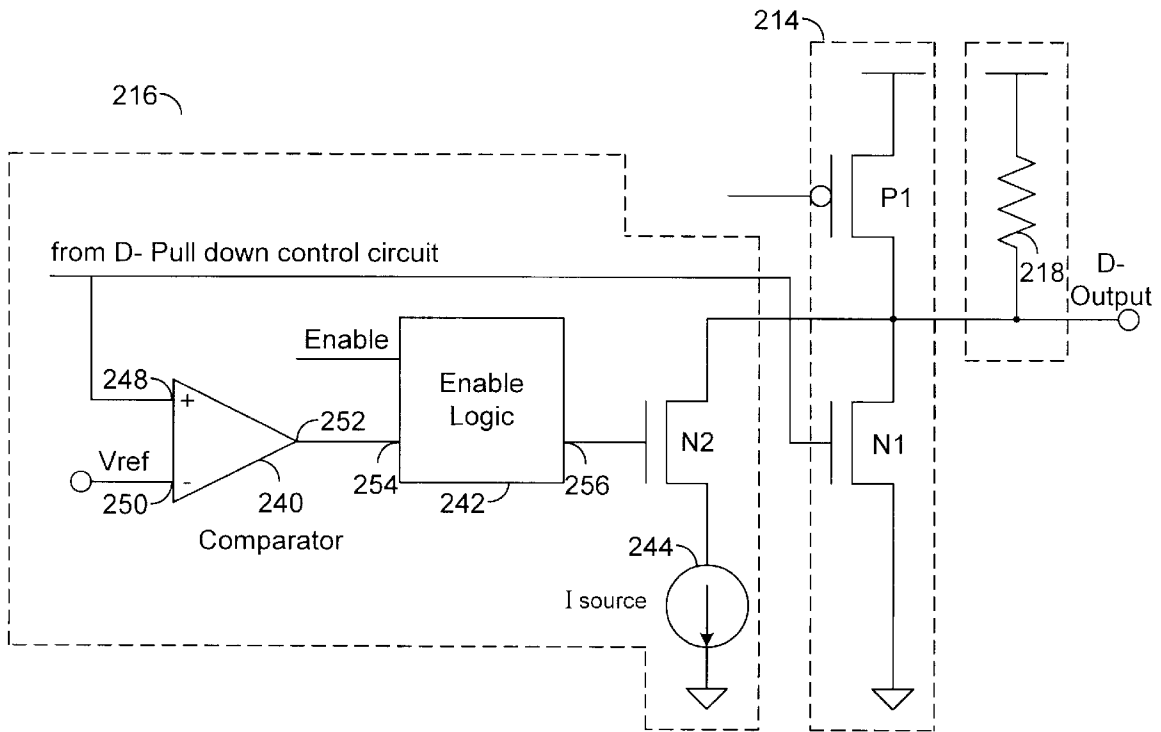 214
216
P1
from D- Pull down control circuit
218
D-
Output
Enable
248
+
Enable
Logic
252
N2
N1
Vref
-
250
240
254
242
256
Comparator
244
I source